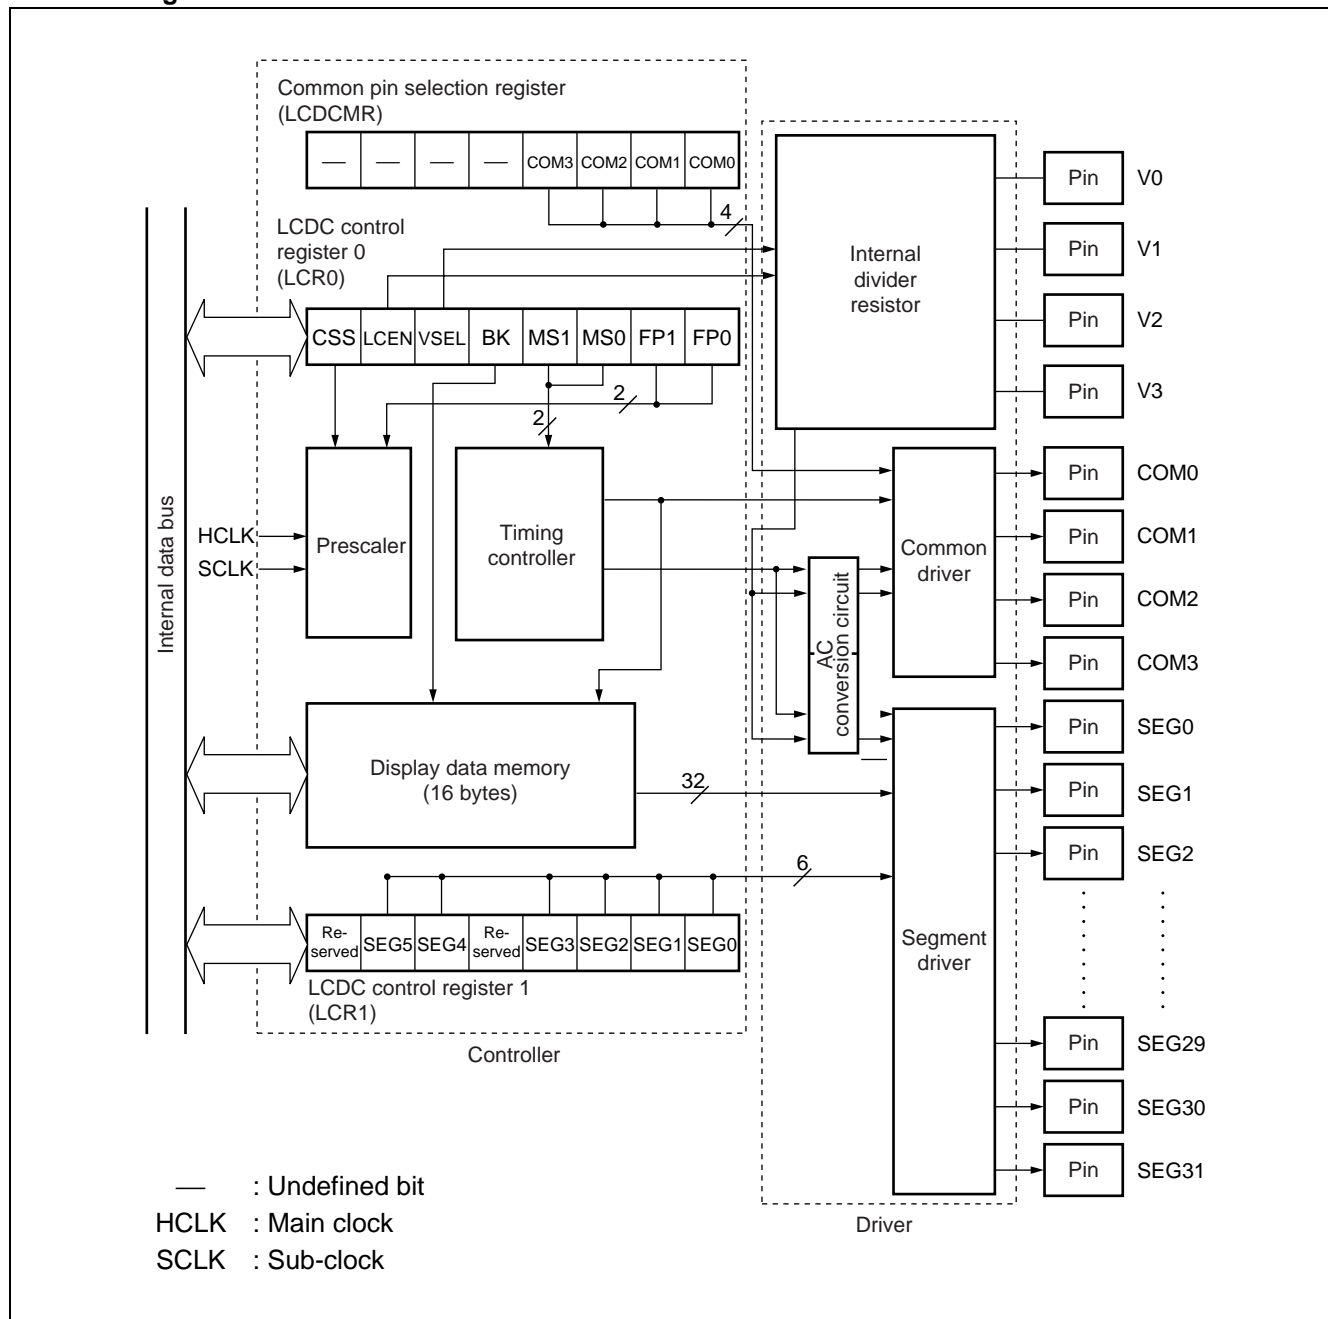 Common pin selection register
(LCDCMR)
— — — — COM3 COM2 COM1 COM0
4
LCDC control
register 0
(LCR0)
CSS LCEN VSEL BK MS1 MS0 FP1 FP0
2
2
Internal data bus
HCLK
SCLK
Prescaler
Timing
controller
Display data memory
(16 bytes)
32
6
Re-
served
SEG5 SEG4
Re-
served
SEG3 SEG2 SEG1 SEG0
LCDC control register 1
(LCR1)
Controller
Internal
divider
resistor
Common
driver
AC
conversion circuit
Segment
driver
Driver
Pin V0
Pin V1
Pin V2
Pin V3
Pin COM0
Pin COM1
Pin COM2
Pin COM3
Pin SEG0
Pin SEG1
Pin SEG2
Pin SEG29
Pin SEG30
Pin SEG31
— : Undefined bit
HCLK : Main clock
SCLK : Sub-clock